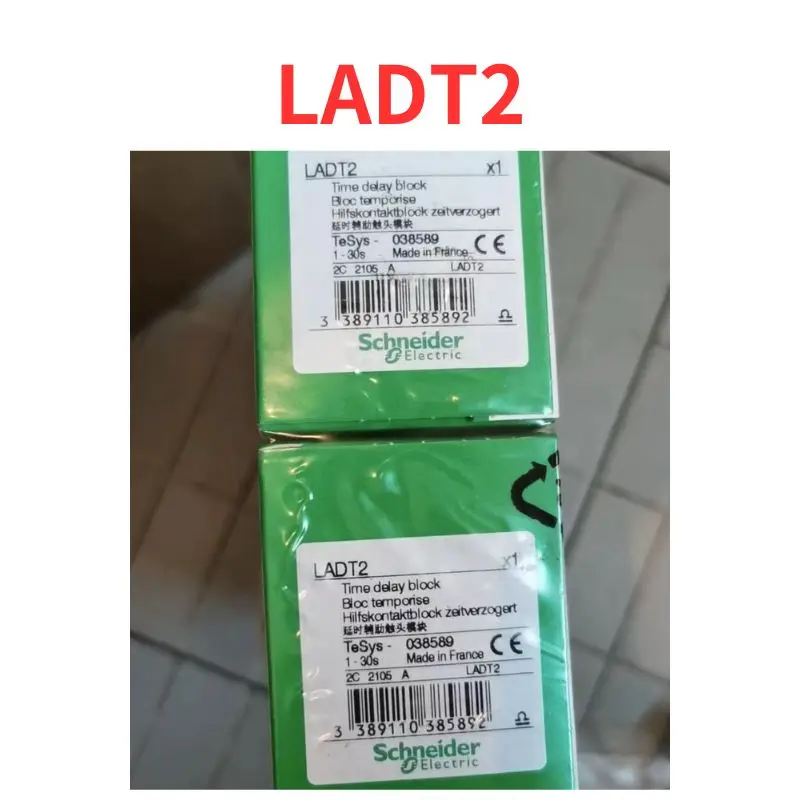 LADT2
LADT2 x1
Time delay block
Bloc temporise
Hilfskontaktblock zeitverzogert
延时辅助触头模块
TeSys - 038589 CE
1 - 30s Made in France
2C 2105 A LADT2
3 389110 385892
Schneider
Electric
LADT2 x1
Time delay block
Bloc temporise
Hilfskontaktblock zeitverzogert
延时辅助触头模块
TeSys - 038589 CE
1 - 30s Made in France
2C 2105 A LADT2
3 389110 385892
Schneider
Electric